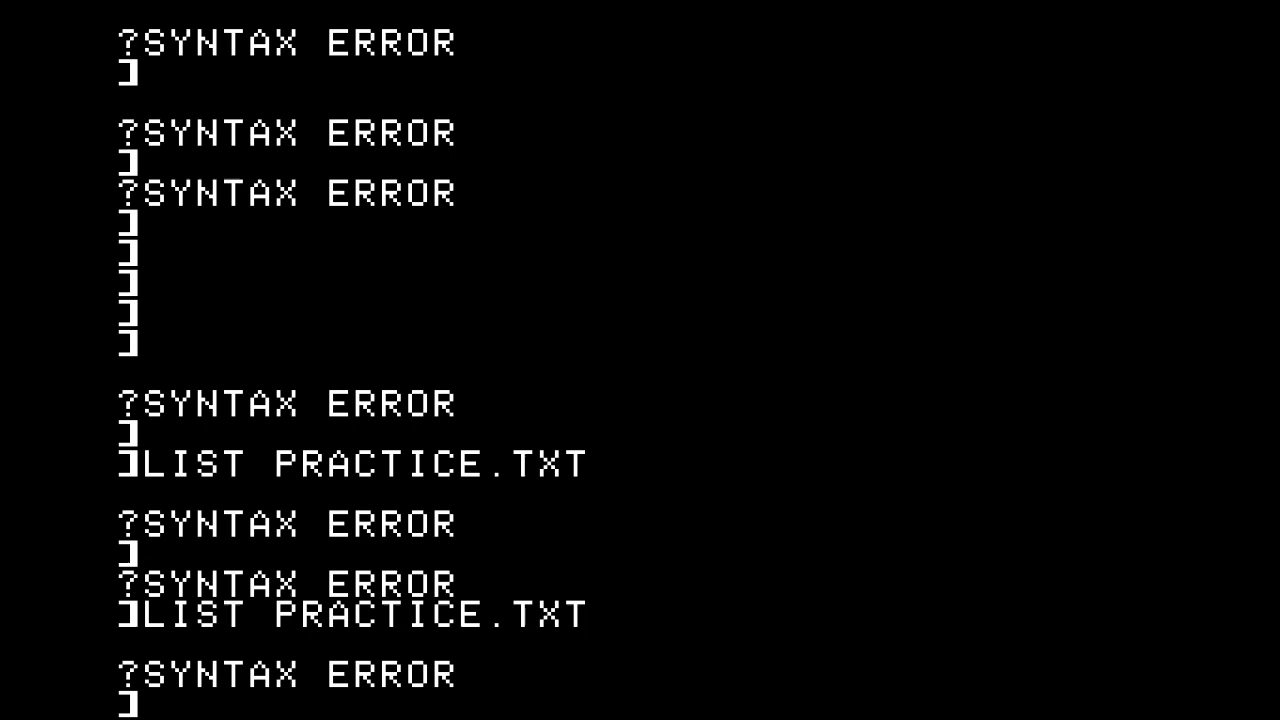 ?SYNTAX ERROR
]
?SYNTAX ERROR
]
?SYNTAX ERROR
]
]
]
]
]
?SYNTAX ERROR
]
]LIST PRACTICE.TXT
?SYNTAX ERROR
]
?SYNTAX ERROR
]LIST PRACTICE.TXT
?SYNTAX ERROR
]